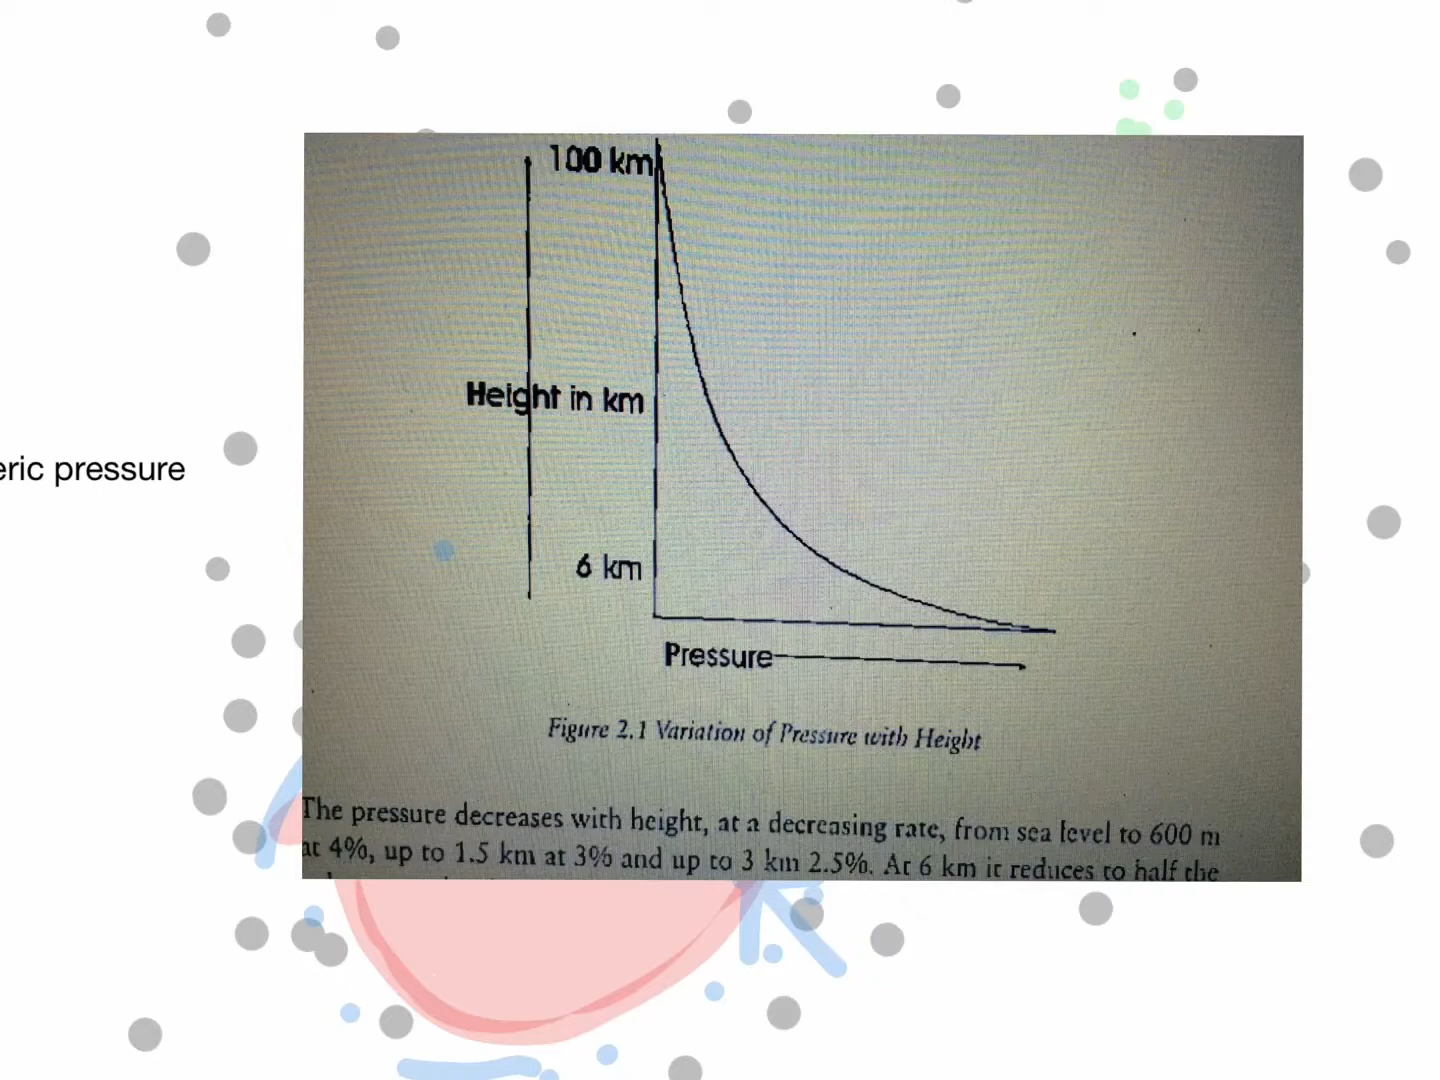 100 km
Height in km
eric pressure
6 km
Pressure
Figure 2.1 Variation of Pressure with Height
The pressure decreases with height, at a decreasing rate, from sea level to 600 m
at 4%, up to 1.5 km at 3% and up to 3 km 2.5%. At 6 km it reduces to half the